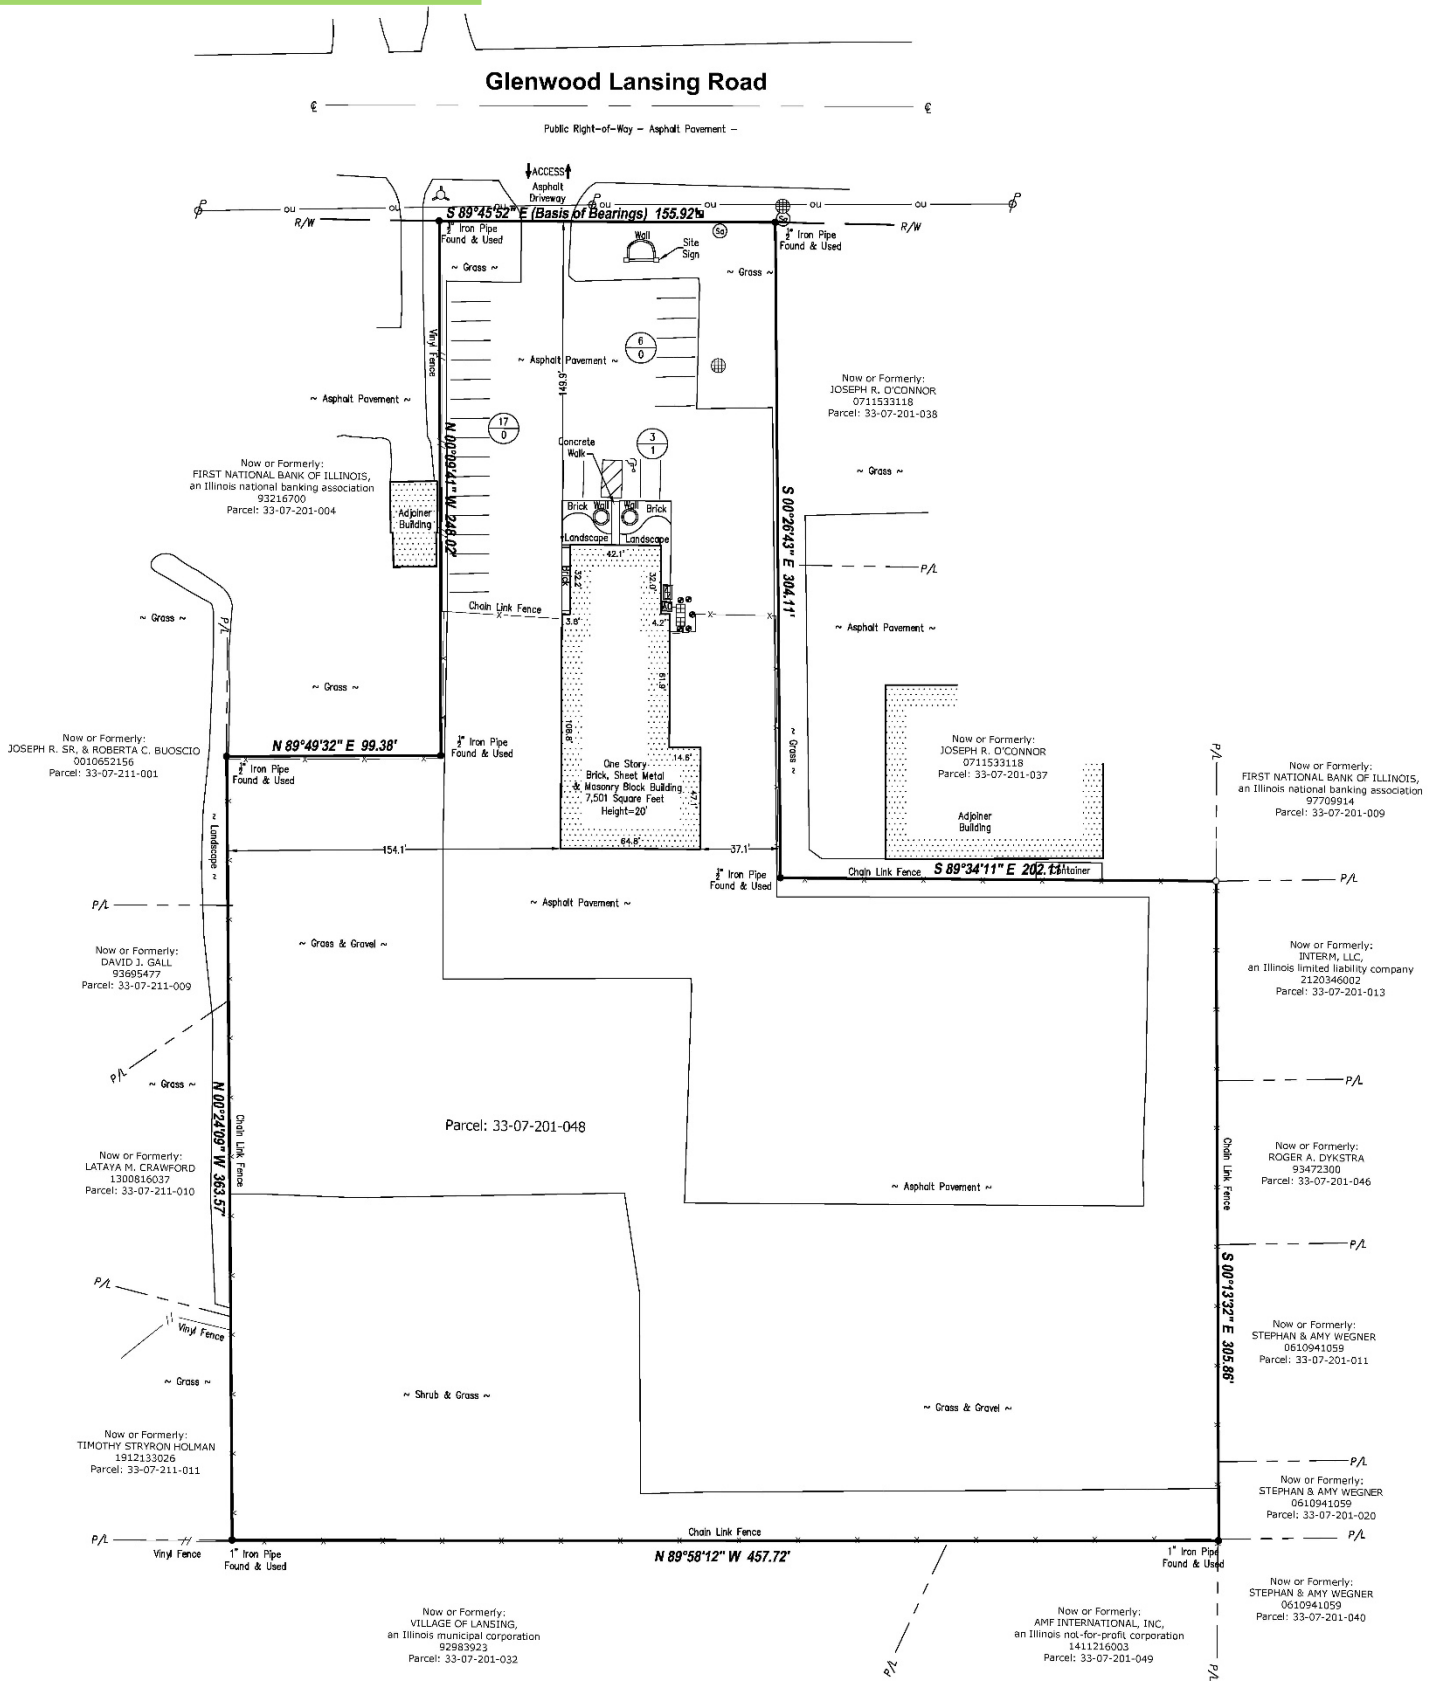 Glenwood Lansing Road
Public Right-of-Way - Asphalt Pavement -
ACCESS
Asphalt
Driveway
OU OU OU OU OU OU
S 89°45'52" E (Basis of Bearings) 155.92'
R/W
R/W
1/2" Iron Pipe
Found & Used
1/2" Iron Pipe
Found & Used
Wall
Site
Sign
Sa
Sa
~ Grass ~
~ Grass ~
Vinyl Fence
~ Asphalt Pavement ~
6
0
149.9'
~ Asphalt Pavement ~
17
0
3
1
Concrete
Walk
N 00°09'41" W 248.02'
Now or Formerly:
JOSEPH R. O'CONNOR
0711533118
Parcel: 33-07-201-038
~ Grass ~
Now or Formerly:
FIRST NATIONAL BANK OF ILLINOIS,
an Illinois national banking association
93216700
Parcel: 33-07-201-004
Adjoiner
Building
Brick Wall Wall Brick
Landscape Landscape
42.1'
Brick
32.2'
32.0'
S 00°26'43" E 304.11'
P/L
Chain Link Fence
3.8'
4.2'
~ Grass ~
P/L
~ Asphalt Pavement ~
61.9'
~ Grass ~
108.8'
14.6'
47.1'
One Story
Brick, Sheet Metal
& Masonry Block Building
7,501 Square Feet
Height=20'
64.8'
~ Grass ~
Now or Formerly:
JOSEPH R. SR. & ROBERTA C. BUOSCIO
0010652156
Parcel: 33-07-211-001
N 89°49'32" E 99.38'
1/2" Iron Pipe
Found & Used
1/2" Iron Pipe
Found & Used
Now or Formerly:
JOSEPH R. O'CONNOR
0711533118
Parcel: 33-07-201-037
Adjoiner
Building
P/L
Now or Formerly:
FIRST NATIONAL BANK OF ILLINOIS,
an Illinois national banking association
97709914
Parcel: 33-07-201-009
~ Landscape ~
154.1'
37.1'
1/2" Iron Pipe
Found & Used
Chain Link Fence
S 89°34'11" E 202.11'
Container
P/L
P/L
~ Asphalt Pavement ~
~ Grass & Gravel ~
Now or Formerly:
DAVID J. GALL
93695477
Parcel: 33-07-211-009
Now or Formerly:
INTERM, LLC,
an Illinois limited liability company
2120346002
Parcel: 33-07-201-013
P/L
~ Grass ~
P/L
N 00°24'09" W 363.57'
Chain Link Fence
Parcel: 33-07-201-048
Now or Formerly:
LATAYA M. CRAWFORD
1300816037
Parcel: 33-07-211-010
~ Asphalt Pavement ~
Chain Link Fence
Now or Formerly:
ROGER A. DYKSTRA
93472300
Parcel: 33-07-201-046
P/L
P/L
Vinyl Fence
S 00°13'32" E 305.86'
Now or Formerly:
STEPHAN & AMY WEGNER
0610941059
Parcel: 33-07-201-011
~ Grass ~
~ Shrub & Grass ~
~ Grass & Gravel ~
Now or Formerly:
TIMOTHY STRYRON HOLMAN
1912133026
Parcel: 33-07-211-011
P/L
Now or Formerly:
STEPHAN & AMY WEGNER
0610941059
Parcel: 33-07-201-020
P/L
Vinyl Fence
1" Iron Pipe
Found & Used
Chain Link Fence
N 89°58'12" W 457.72'
1" Iron Pipe
Found & Used
P/L
Now or Formerly:
STEPHAN & AMY WEGNER
0610941059
Parcel: 33-07-201-040
Now or Formerly:
VILLAGE OF LANSING,
an Illinois municipal corporation
92983923
Parcel: 33-07-201-032
P/L
Now or Formerly:
AMF INTERNATIONAL, INC,
an Illinois not-for-profit corporation
1411216003
Parcel: 33-07-201-049
P/L